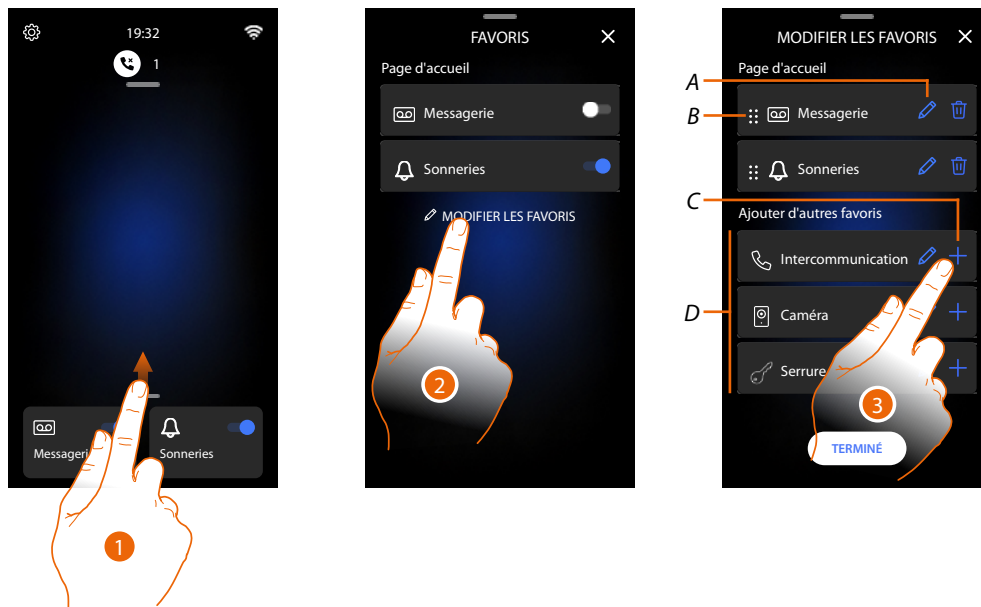 19:32
1
Messageri
Sonneries
1
FAVORIS
Page d'accueil
Messagerie
Sonneries
MODIFIER LES FAVORIS
2
MODIFIER LES FAVORIS
Page d'accueil
A
B
Messagerie
Sonneries
C
Ajouter d'autres favoris
Intercommunication
D
Caméra
Serrure
3
TERMINÉ